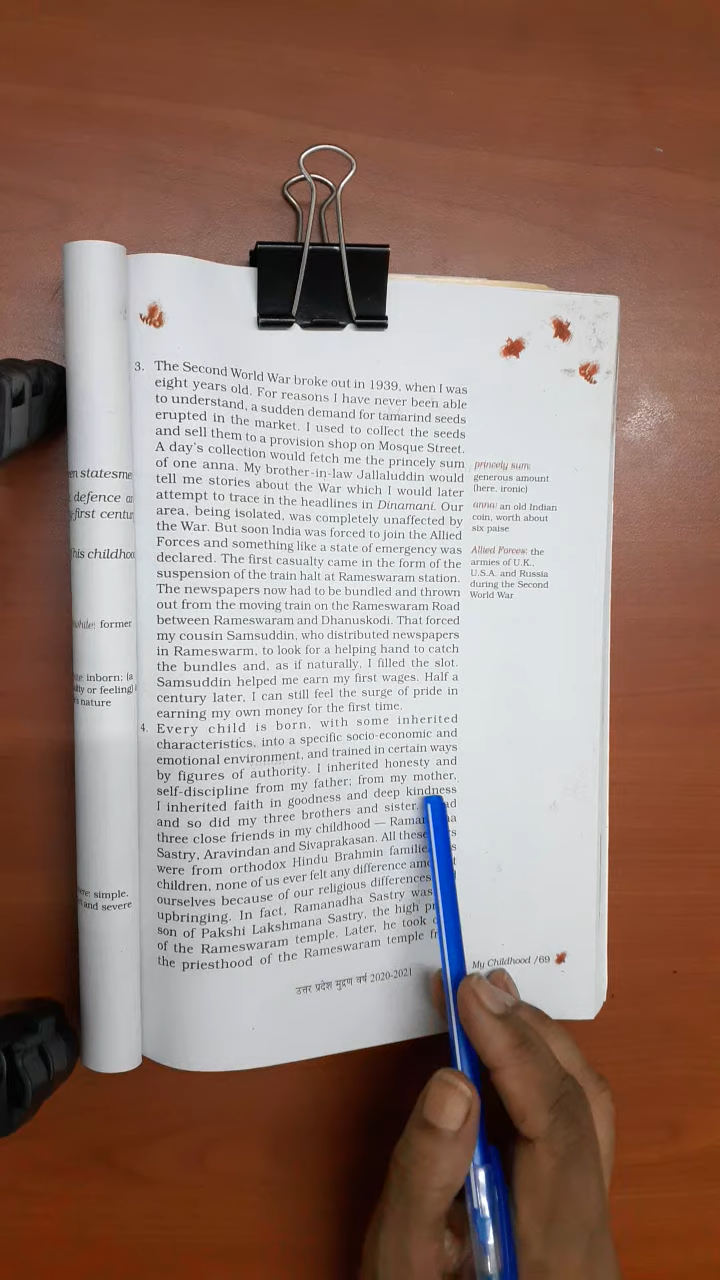 en statesme
defence a
-first centu
his childhoo
while: former
inborn; (a
lity or feeling)
nature
ere: simple,
and severe
3. The Second World War broke out in 1939, when I was
eight years old. For reasons I have never been able
to understand, a sudden demand for tamarind seeds
erupted in the market. I used to collect the seeds
and sell them to a provision shop on Mosque Street.
A day's collection would fetch me the princely sum
of one anna. My brother-in-law Jallaluddin would
tell me stories about the War which I would later
attempt to trace in the headlines in Dinamani. Our
area, being isolated, was completely unaffected by
the War. But soon India was forced to join the Allied
Forces and something like a state of emergency was
declared. The first casualty came in the form of the
suspension of the train halt at Rameswaram station.
The newspapers now had to be bundled and thrown
out from the moving train on the Rameswaram Road
between Rameswaram and Dhanuskodi. That forced
my cousin Samsuddin, who distributed newspapers
in Rameswarm, to look for a helping hand to catch
the bundles and, as if naturally, I filled the slot.
Samsuddin helped me earn my first wages. Half a
century later, I can still feel the surge of pride in
earning my own money for the first time.
4. Every child is born, with some inherited
characteristics, into a specific socio-economic and
emotional environment, and trained in certain ways
by figures of authority. I inherited honesty and
self-discipline from my father; from my mother,
I inherited faith in goodness and deep kindness
and so did my three brothers and sister.
three close friends in my childhood —
Sastry, Aravindan and Sivaprakasan. All
were from orthodox Hindu Brahmin
children, none of us ever felt any difference
ourselves because of our religious differences
upbringing. In fact, Ramanadha Sastry was
son of Pakshi Lakshmana Sastry, the high
of the Rameswaram temple. Later, he took
the priesthood of the Rameswaram temple
princely sum:
generous amount
(here, ironic)
anna: an old Indian
coin, worth about
six paise
Allied Forces: the
armies of U.K.,
U.S.A. and Russia
during the Second
World War
My Childhood /69
उत्तर प्रदेश मुद्रण वर्ष 2020-2021